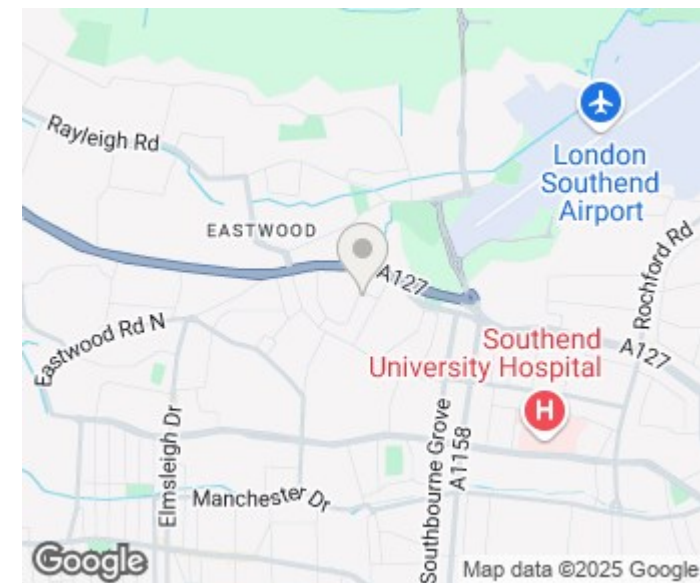 Rayleigh Rd
London
Southend
Airport
EASTWOOD
A127
Rochford Rd
Eastwood Rd N
Southend
University Hospital
A127
H
Elmsleigh Dr
Southbourne Grove
A1158
Manchester Dr
Google
Map data ©2025 Google